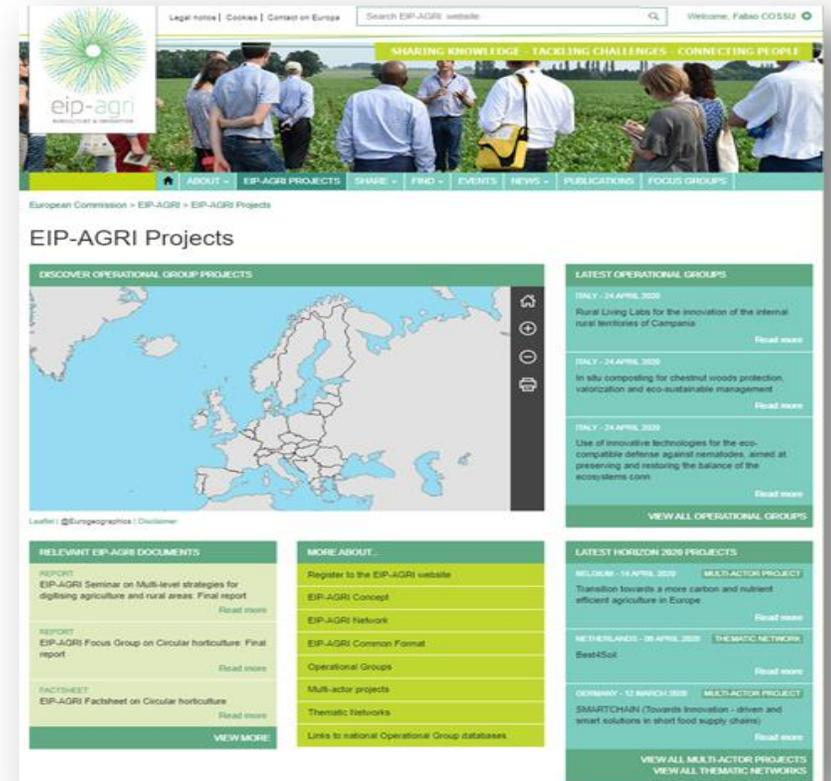 Legal notice | Cookies | Contact on Europa
Search EIP-AGRI website
Welcome, Fabio COSSU
SHARING KNOWLEDGE - TACKLING CHALLENGES - CONNECTING PEOPLE
eip-agri
AGRICULTURE & INNOVATION
ABOUT
EIP-AGRI PROJECTS
SHARE
FIND
EVENTS
NEWS
PUBLICATIONS
FOCUS GROUPS
European Commission > EIP-AGRI > EIP-AGRI Projects
EIP-AGRI Projects
DISCOVER OPERATIONAL GROUP PROJECTS
Leaflet | @Eurogeographics | Disclaimer
LATEST OPERATIONAL GROUPS
ITALY - 24 APRIL 2020
Rural Living Labs for the innovation of the internal
rural territories of Campania
Read more
ITALY - 24 APRIL 2020
In situ composting for chestnut woods protection,
valorization and eco-sustainable management
Read more
ITALY - 24 APRIL 2020
Use of innovative technologies for the eco-
compatible defense against nematodes, aimed at
preserving and restoring the balance of the
ecosystems conn
Read more
VIEW ALL OPERATIONAL GROUPS
RELEVANT EIP-AGRI DOCUMENTS
REPORT
EIP-AGRI Seminar on Multi-level strategies for
digitising agriculture and rural areas: Final report
Read more
REPORT
EIP-AGRI Focus Group on Circular horticulture: Final
report
Read more
FACTSHEET
EIP-AGRI Factsheet on Circular horticulture
Read more
VIEW MORE
MORE ABOUT...
Register to the EIP-AGRI website
EIP-AGRI Concept
EIP-AGRI Network
EIP-AGRI Common Format
Operational Groups
Multi-actor projects
Thematic Networks
Links to national Operational Group databases
LATEST HORIZON 2020 PROJECTS
BELGIUM - 14 APRIL 2020
MULTI-ACTOR PROJECT
Transition towards a more carbon and nutrient
efficient agriculture in Europe
Read more
NETHERLANDS - 08 APRIL 2020
THEMATIC NETWORK
Best4Soil
Read more
GERMANY - 12 MARCH 2020
MULTI-ACTOR PROJECT
SMARTCHAIN (Towards Innovation - driven and
smart solutions in short food supply chains)
Read more
VIEW ALL MULTI-ACTOR PROJECTS
VIEW ALL THEMATIC NETWORKS